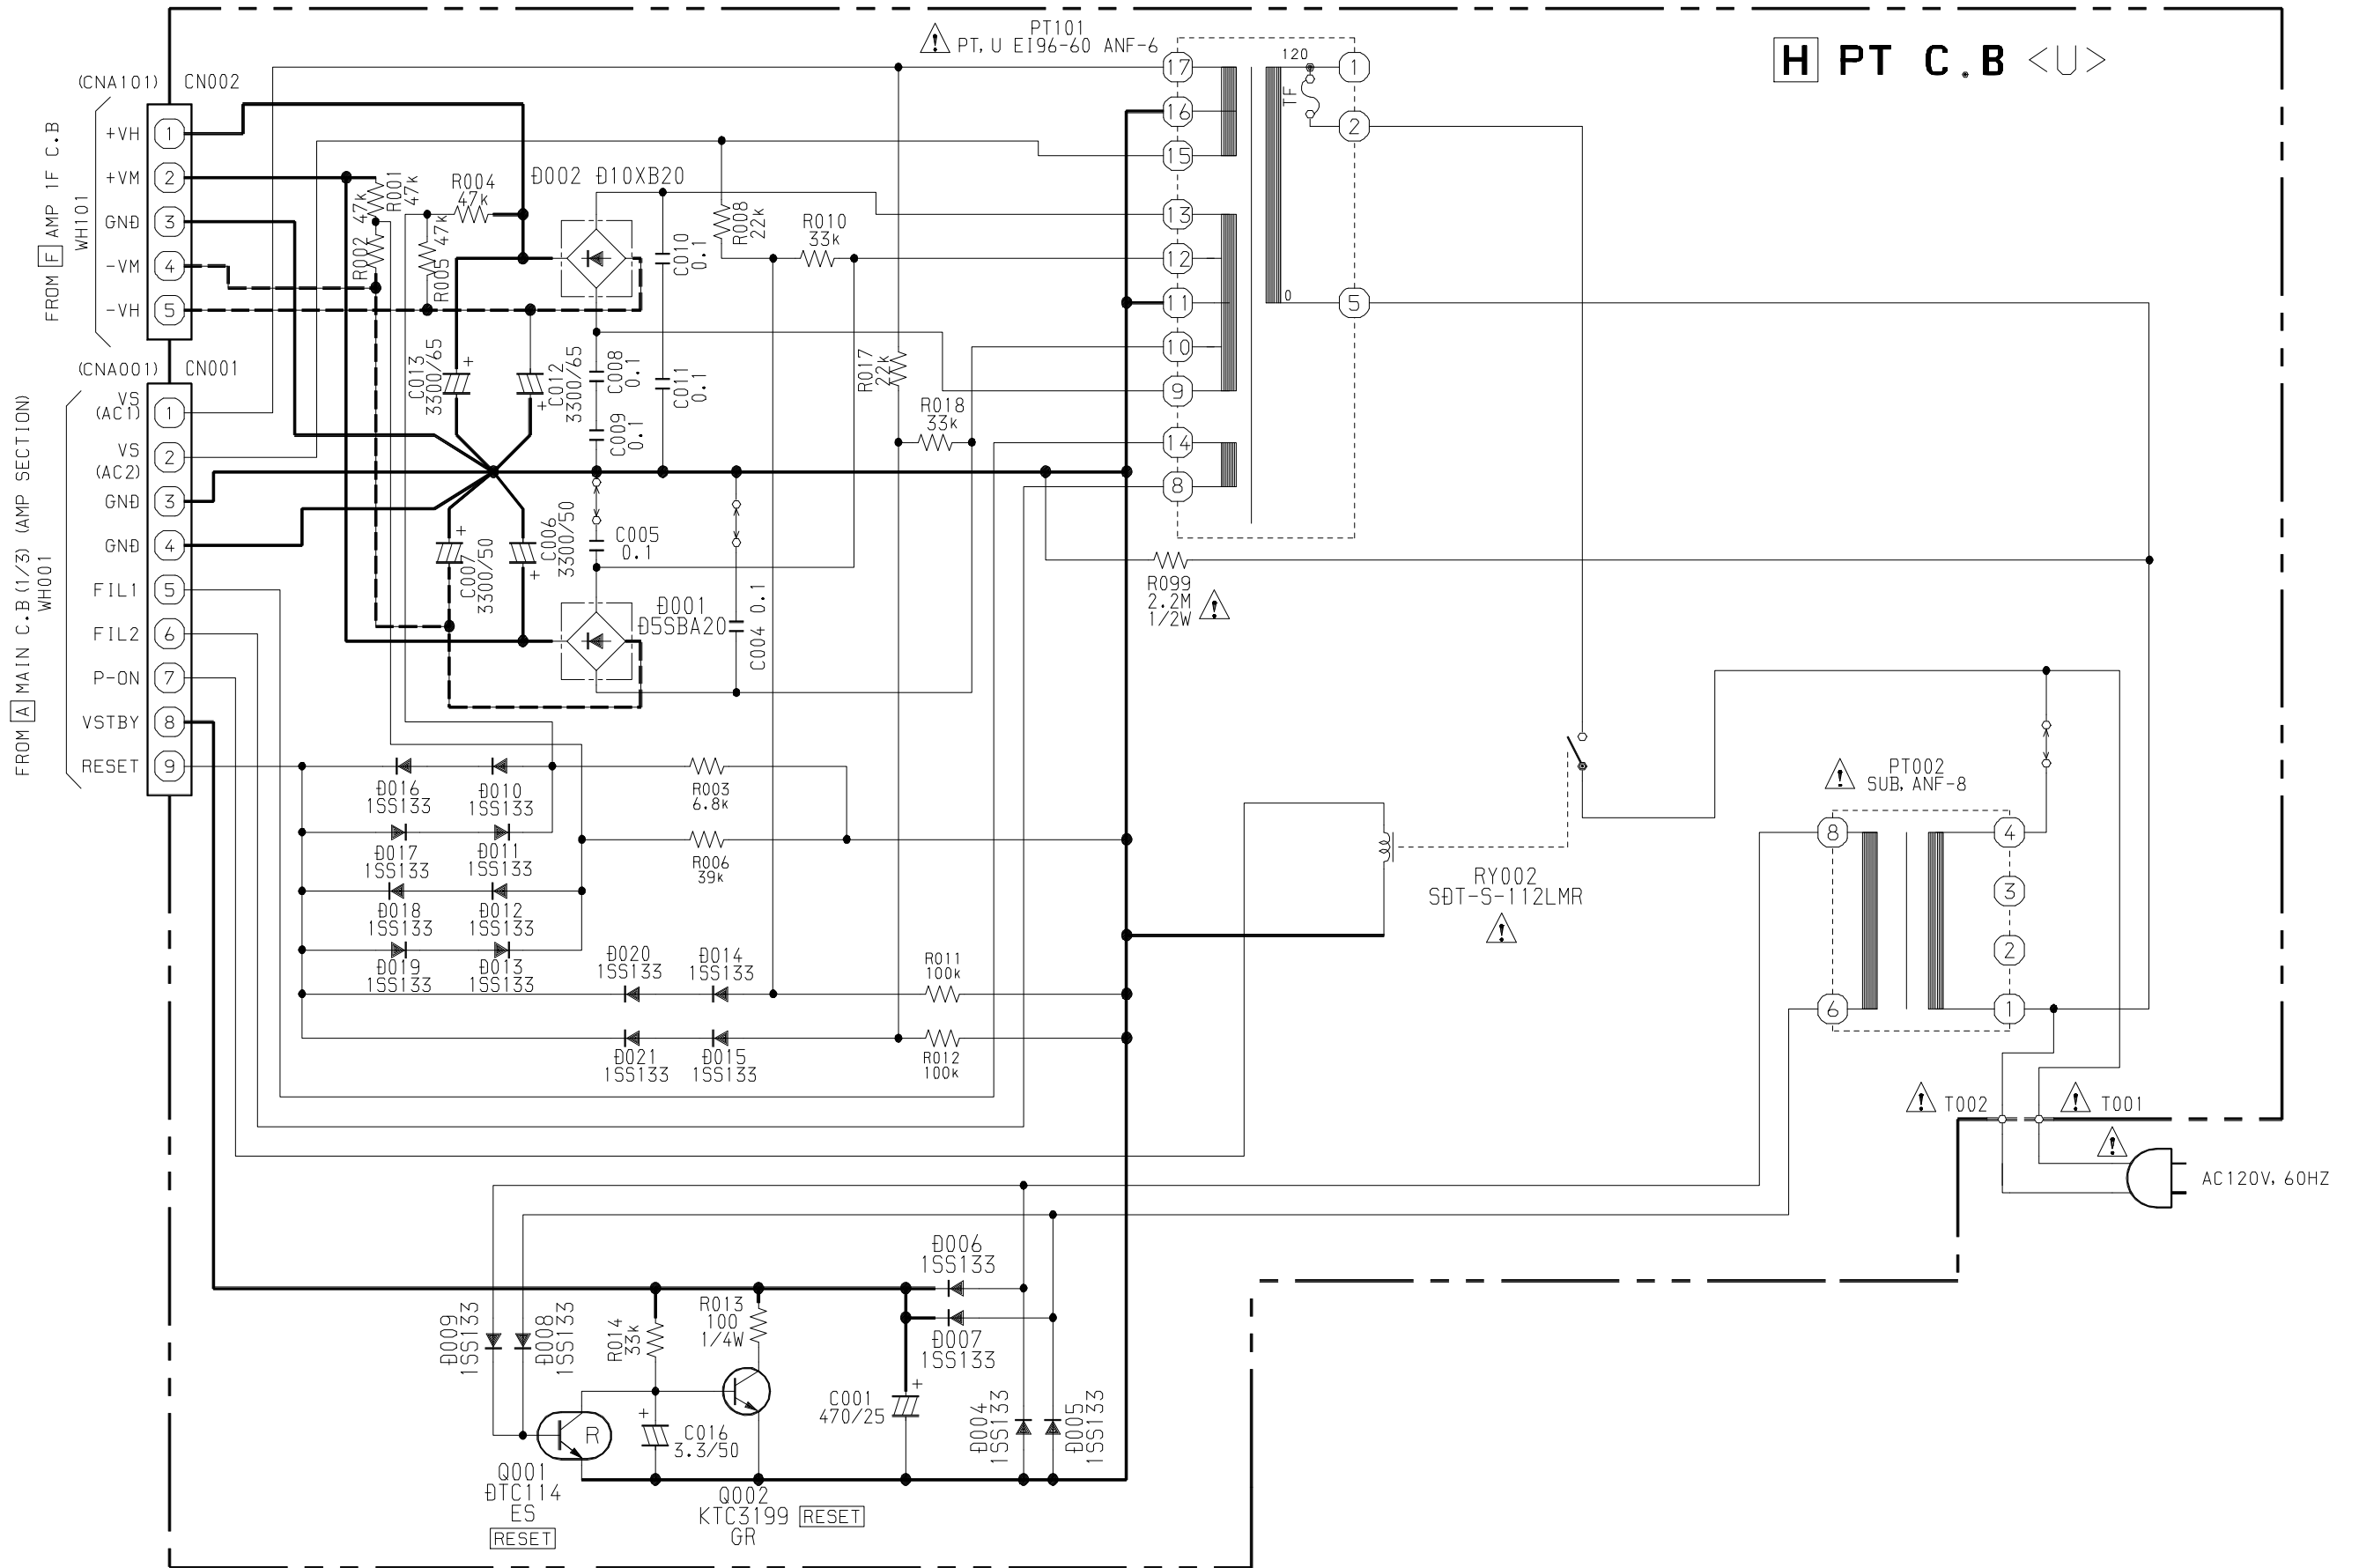 H PT C.B <U>
PT101
PT, U EI96-60 ANF-6
(CNA101) CN002
+VH 1
+VM 2
GND 3
-VM 4
-VH 5
FROM F AMP IF C.B
WH101
(CNA001) CN001
VS
(AC1) 1
VS
(AC2) 2
GND 3
GND 4
FIL1 5
FIL2 6
P-ON 7
VSTBY 8
RESET 9
FROM A MAIN C.B (1/3) (AMP SECTION)
WH001
R001
47k
R002
47k
R004
47k
R005
47k
D002 D10XB20
C010
0.1
R008
22k
R010
33k
C013
3300/65
C012
3300/65
C008
0.1
C011
0.1
C009
0.1
R017
22k
R018
33k
17
16
15
13
12
11
10
9
14
8
120
TF
0
1
2
5
C007
3300/50
C006
3300/50
C005
0.1
D001
D5SBA20
C004 0.1
R099
2.2M
1/2W
D016
1SS133
D010
1SS133
R003
6.8k
D017
1SS133
D011
1SS133
R006
39k
D018
1SS133
D012
1SS133
D019
1SS133
D013
1SS133
D020
1SS133
D014
1SS133
R011
100k
D021
1SS133
D015
1SS133
R012
100k
RY002
SDT-S-112LMR
PT002
SUB, ANF-8
8
6
4
3
2
1
T002
T001
AC120V, 60HZ
D006
1SS133
D007
1SS133
D009
1SS133
D008
1SS133
R014
33k
R013
100
1/4W
C001
470/25
D004
1SS133
D005
1SS133
C016
3.3/50
R
Q001
DTC114
ES
RESET
Q002
KTC3199
GR
RESET